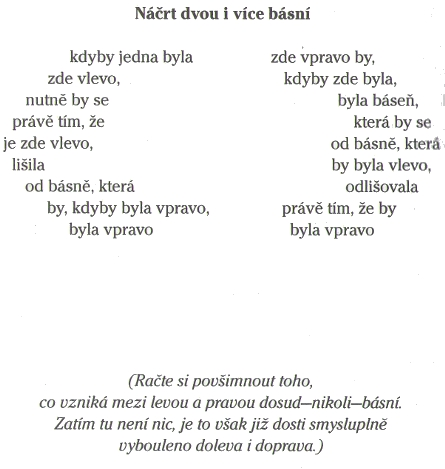 Náčrt dvou i více básní
kdyby jedna byla
zde vlevo,
nutně by se
právě tím, že
je zde vlevo,
lišila
od básně, která
by, kdyby byla vpravo,
byla vpravo
zde vpravo by,
kdyby zde byla,
byla báseň,
která by se
od básně, která
by byla vlevo,
odlišovala
právě tím, že by
byla vpravo
(Račte si povšimnout toho,
co vzniká mezi levou a pravou dosud—nikoli—básní.
Zatím tu není nic, je to však již dosti smysluplně
vybouleno doleva i doprava.)